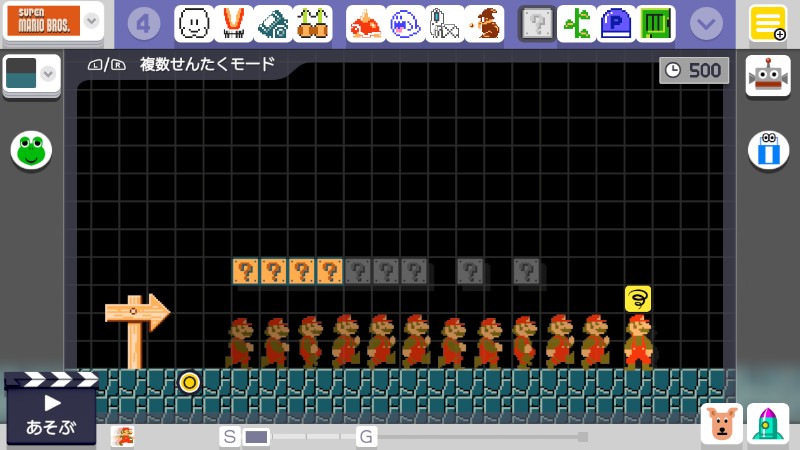 SUPER
MARIO BROS.
4
?
P
L/R 複数せんたくモード
500
? ? ? ? ? ? ? ? ?
あそぶ
S
G